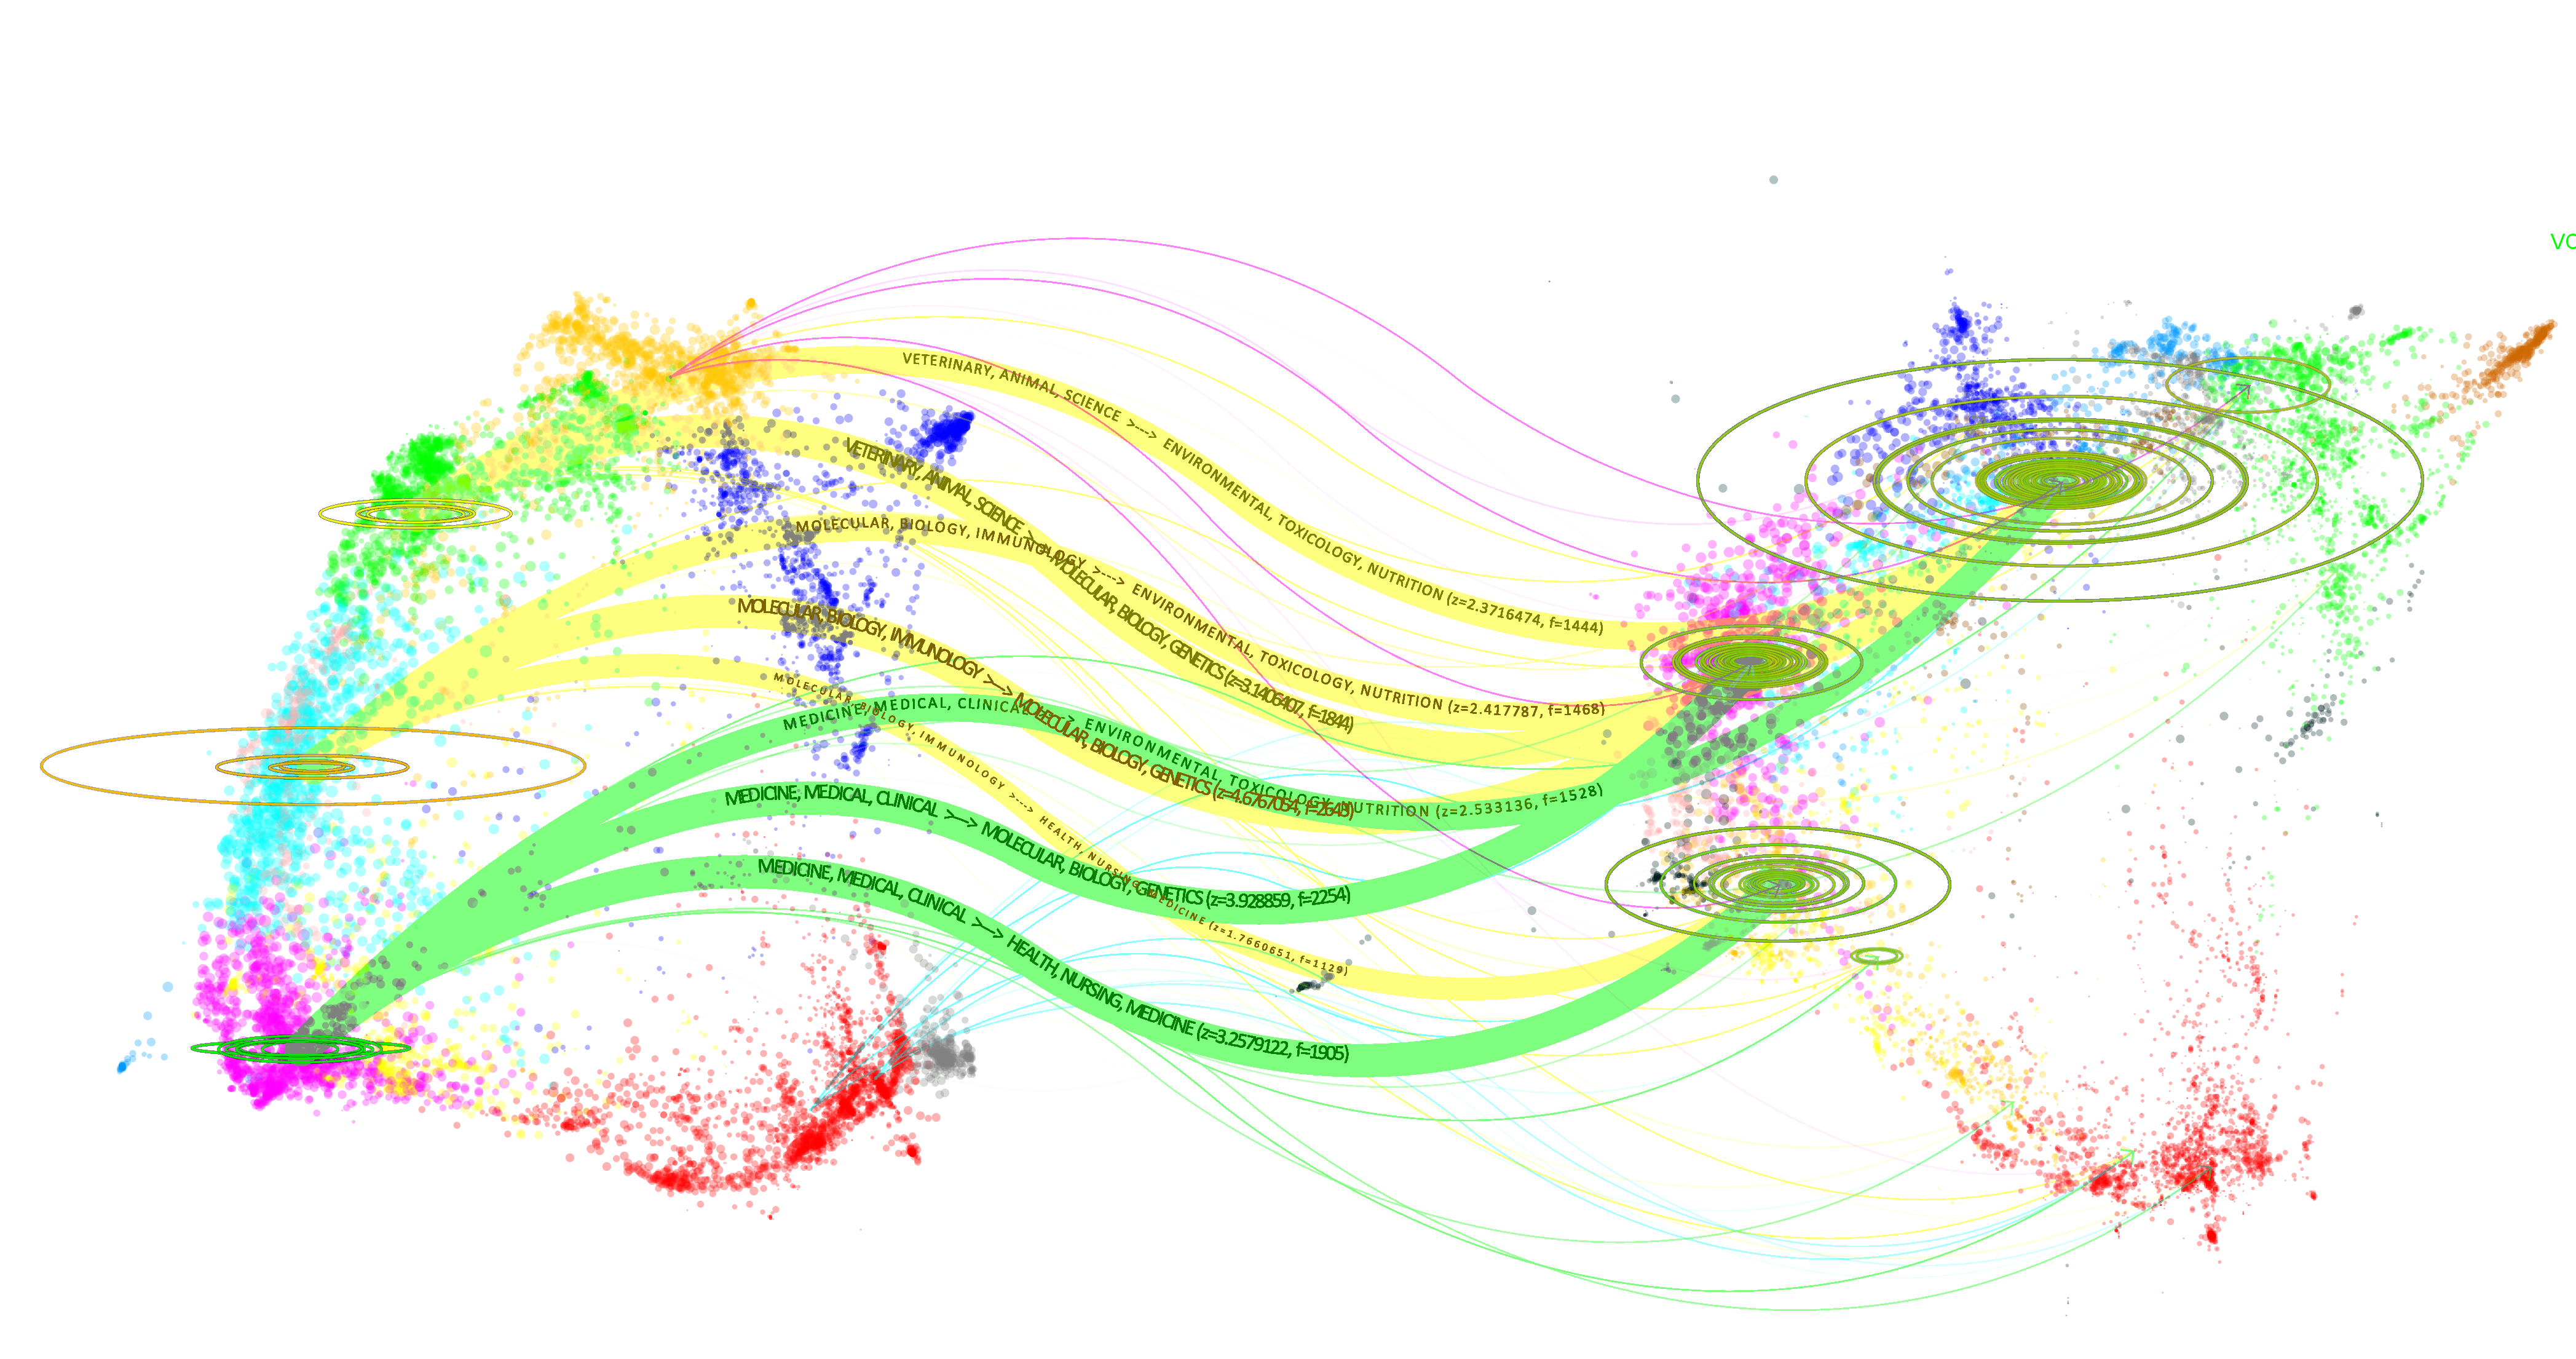 VC
VETERINARY, ANIMAL, SCIENCE >---> ENVIRONMENTAL, TOXICOLOGY, NUTRITION (z=2.3716474, f=1444)
VETERINARY, ANIMAL, SCIENCE >---> MOLECULAR, BIOLOGY, GENETICS (z=3.1406407, f=1844)
MOLECULAR, BIOLOGY, IMMUNOLOGY >---> ENVIRONMENTAL, TOXICOLOGY, NUTRITION (z=2.417787, f=1468)
MOLECULAR, BIOLOGY, IMMUNOLOGY >---> MOLECULAR, BIOLOGY, GENETICS (z=4.6767054, f=2643)
MOLECULAR, BIOLOGY, IMMUNOLOGY >---> HEALTH, NURSING, MEDICINE (z=1.7660651, f=1129)
MEDICINE, MEDICAL, CLINICAL >---> ENVIRONMENTAL, TOXICOLOGY, NUTRITION (z=2.533136, f=1528)
MEDICINE, MEDICAL, CLINICAL >---> MOLECULAR, BIOLOGY, GENETICS (z=3.928859, f=2254)
MEDICINE, MEDICAL, CLINICAL >---> HEALTH, NURSING, MEDICINE (z=3.2579122, f=1905)